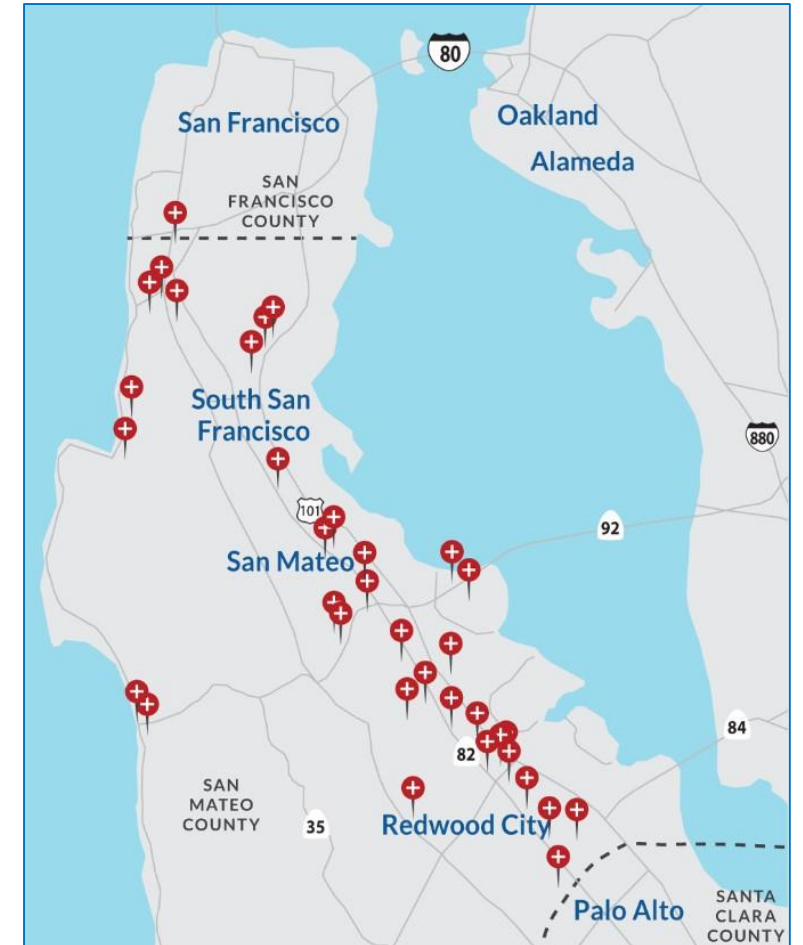 80
San Francisco
Oakland
Alameda
SAN
FRANCISCO
COUNTY
South San
Francisco
880
101
92
San Mateo
84
82
SAN
MATEO
COUNTY
35
Redwood City
Palo Alto
SANTA
CLARA
COUNTY